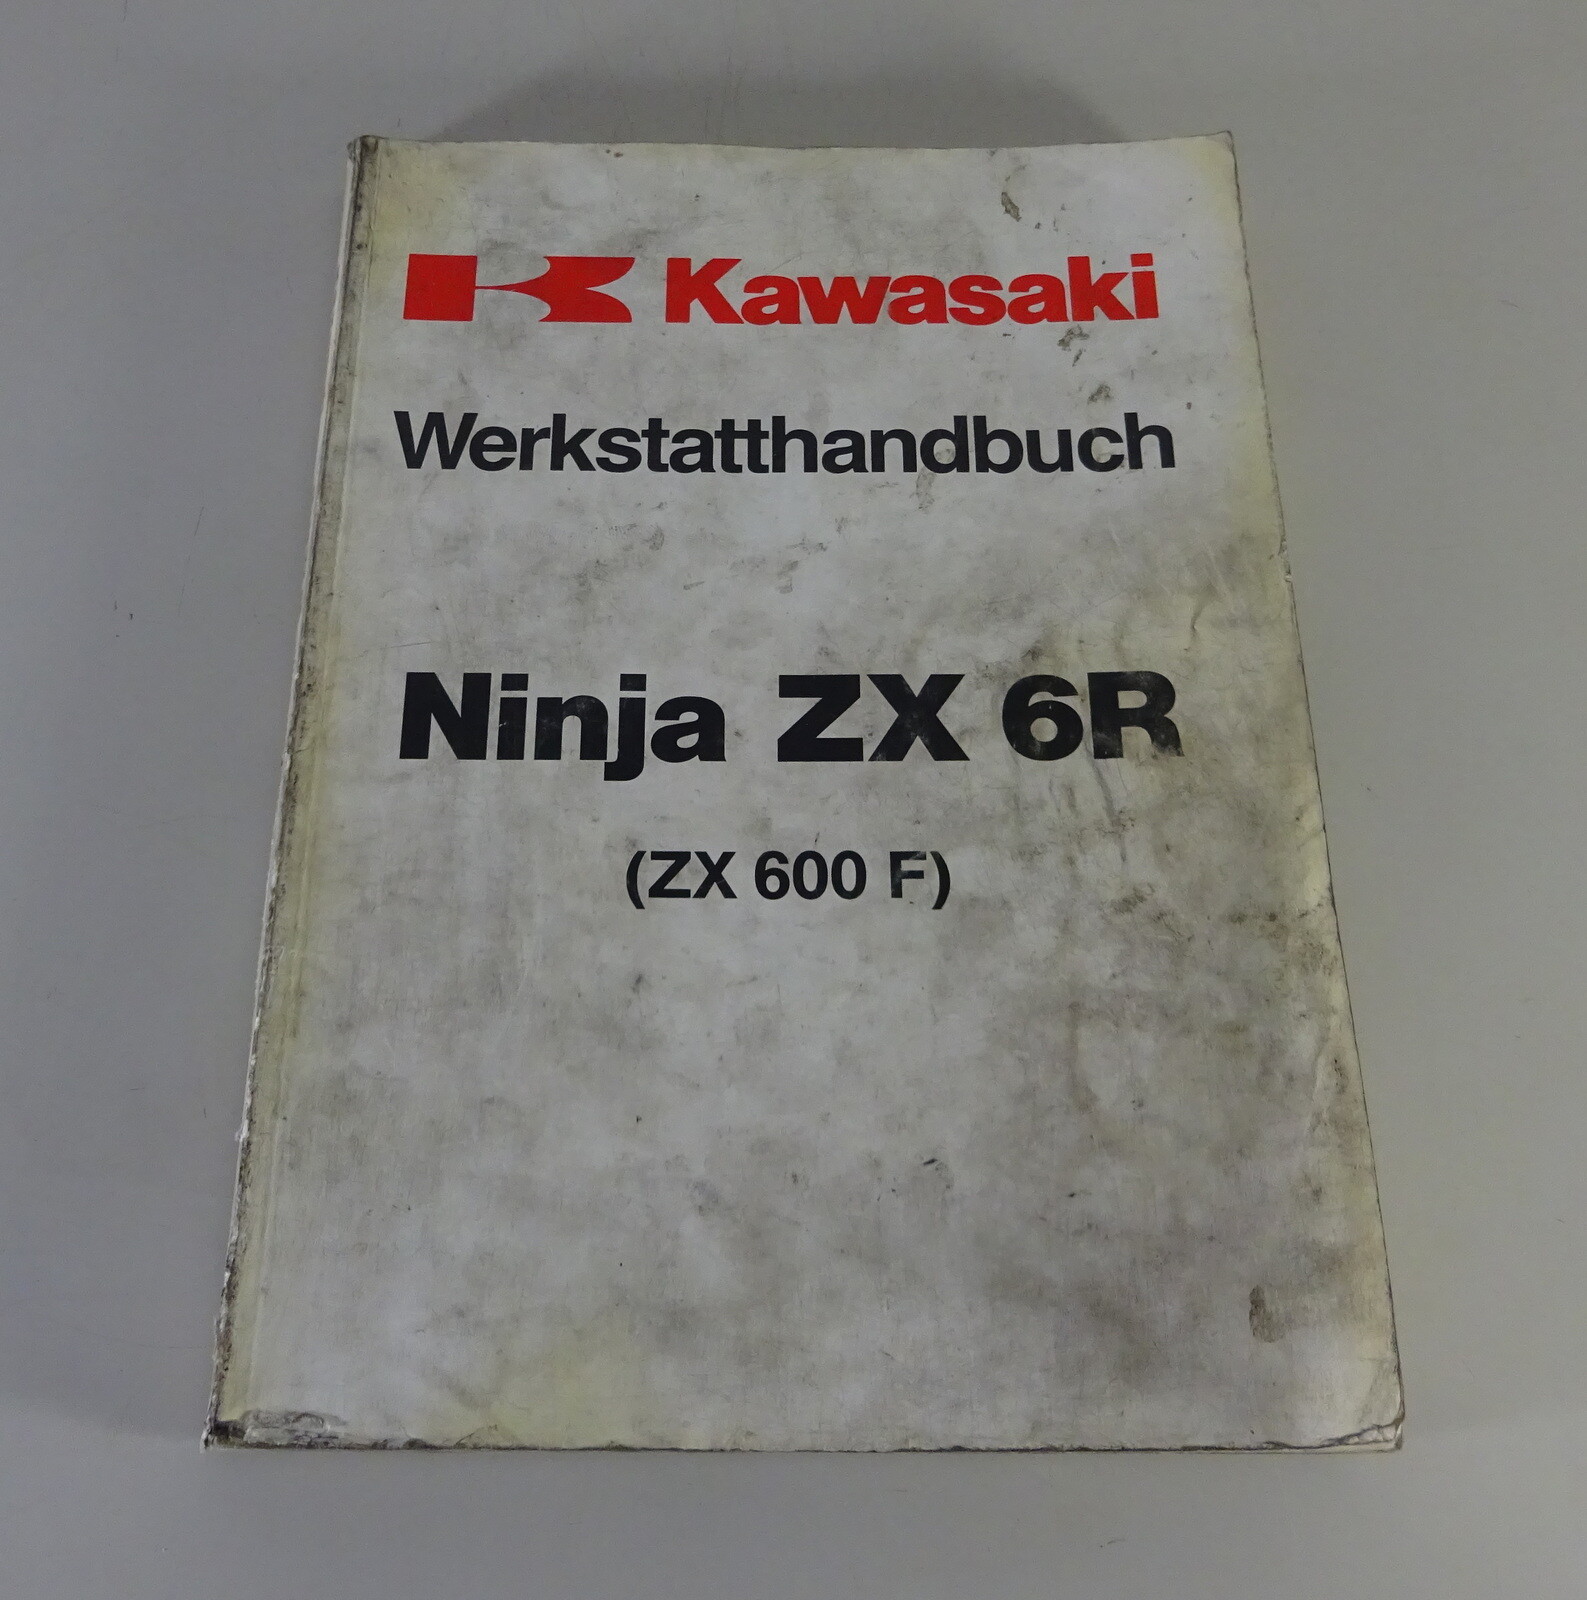 Kawasaki
Werkstatthandbuch
Ninja ZX 6R
(ZX 600 F)